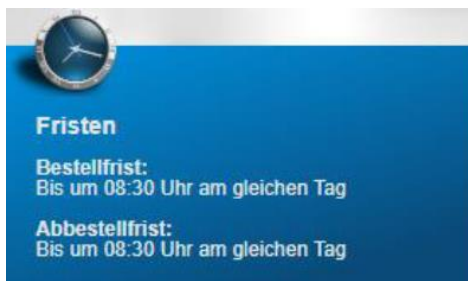 Fristen
Bestellfrist:
Bis um 08:30 Uhr am gleichen Tag
Abbestellfrist:
Bis um 08:30 Uhr am gleichen Tag